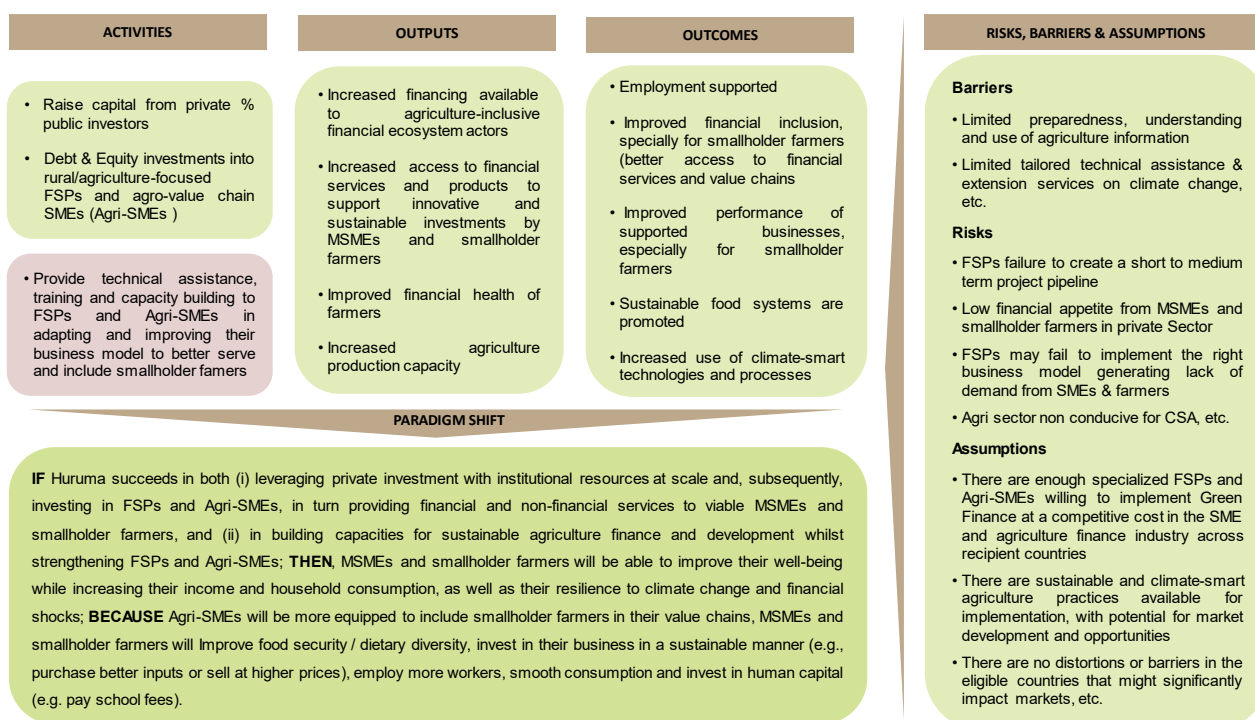 ACTIVITIES
• Raise capital from private %
public investors
• Debt & Equity investments into
rural/agriculture-focused
FSPs and agro-value chain
SMEs (Agri-SMEs )
• Provide technical assistance,
training and capacity building to
FSPs and Agri-SMEs in
adapting and improving their
business model to better serve
and include smallholder famers
OUTPUTS
• Increased financing available
to agriculture-inclusive
financial ecosystem actors
• Increased access to financial
services and products to
support innovative and
sustainable investments by
MSMEs and smallholder
farmers
• Improved financial health of
farmers
• Increased agriculture
production capacity
OUTCOMES
• Employment supported
• Improved financial inclusion,
specially for smallholder farmers
(better access to financial
services and value chains
• Improved performance of
supported businesses,
especially for smallholder
farmers
• Sustainable food systems are
promoted
• Increased use of climate-smart
technologies and processes
PARADIGM SHIFT
IF Huruma succeeds in both (i) leveraging private investment with institutional resources at scale and, subsequently,
investing in FSPs and Agri-SMEs, in turn providing financial and non-financial services to viable MSMEs and
smallholder farmers, and (ii) in building capacities for sustainable agriculture finance and development whilst
strengthening FSPs and Agri-SMEs; THEN, MSMEs and smallholder farmers will be able to improve their well-being
while increasing their income and household consumption, as well as their resilience to climate change and financial
shocks; BECAUSE Agri-SMEs will be more equipped to include smallholder farmers in their value chains, MSMEs and
smallholder farmers will Improve food security / dietary diversity, invest in their business in a sustainable manner (e.g.,
purchase better inputs or sell at higher prices), employ more workers, smooth consumption and invest in human capital
(e.g. pay school fees).
RISKS, BARRIERS & ASSUMPTIONS
Barriers
• Limited preparedness, understanding
and use of agriculture information
• Limited tailored technical assistance &
extension services on climate change,
etc.
Risks
• FSPs failure to create a short to medium
term project pipeline
• Low financial appetite from MSMEs and
smallholder farmers in private Sector
• FSPs may fail to implement the right
business model generating lack of
demand from SMEs & farmers
• Agri sector non conducive for CSA, etc.
Assumptions
• There are enough specialized FSPs and
Agri-SMEs willing to implement Green
Finance at a competitive cost in the SME
and agriculture finance industry across
recipient countries
• There are sustainable and climate-smart
agriculture practices available for
implementation, with potential for market
development and opportunities
• There are no distortions or barriers in the
eligible countries that might significantly
impact markets, etc.